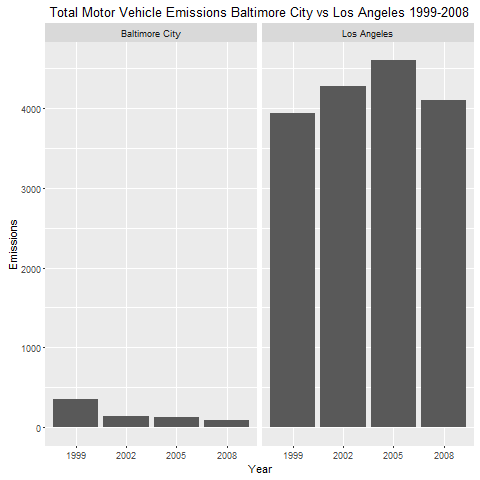 Total Motor Vehicle Emissions Baltimore City vs Los Angeles 1999-2008
Baltimore City
Los Angeles
4000
3000
2000
1000
0
Emissions
1999 2002 2005 2008
1999 2002 2005 2008
Year